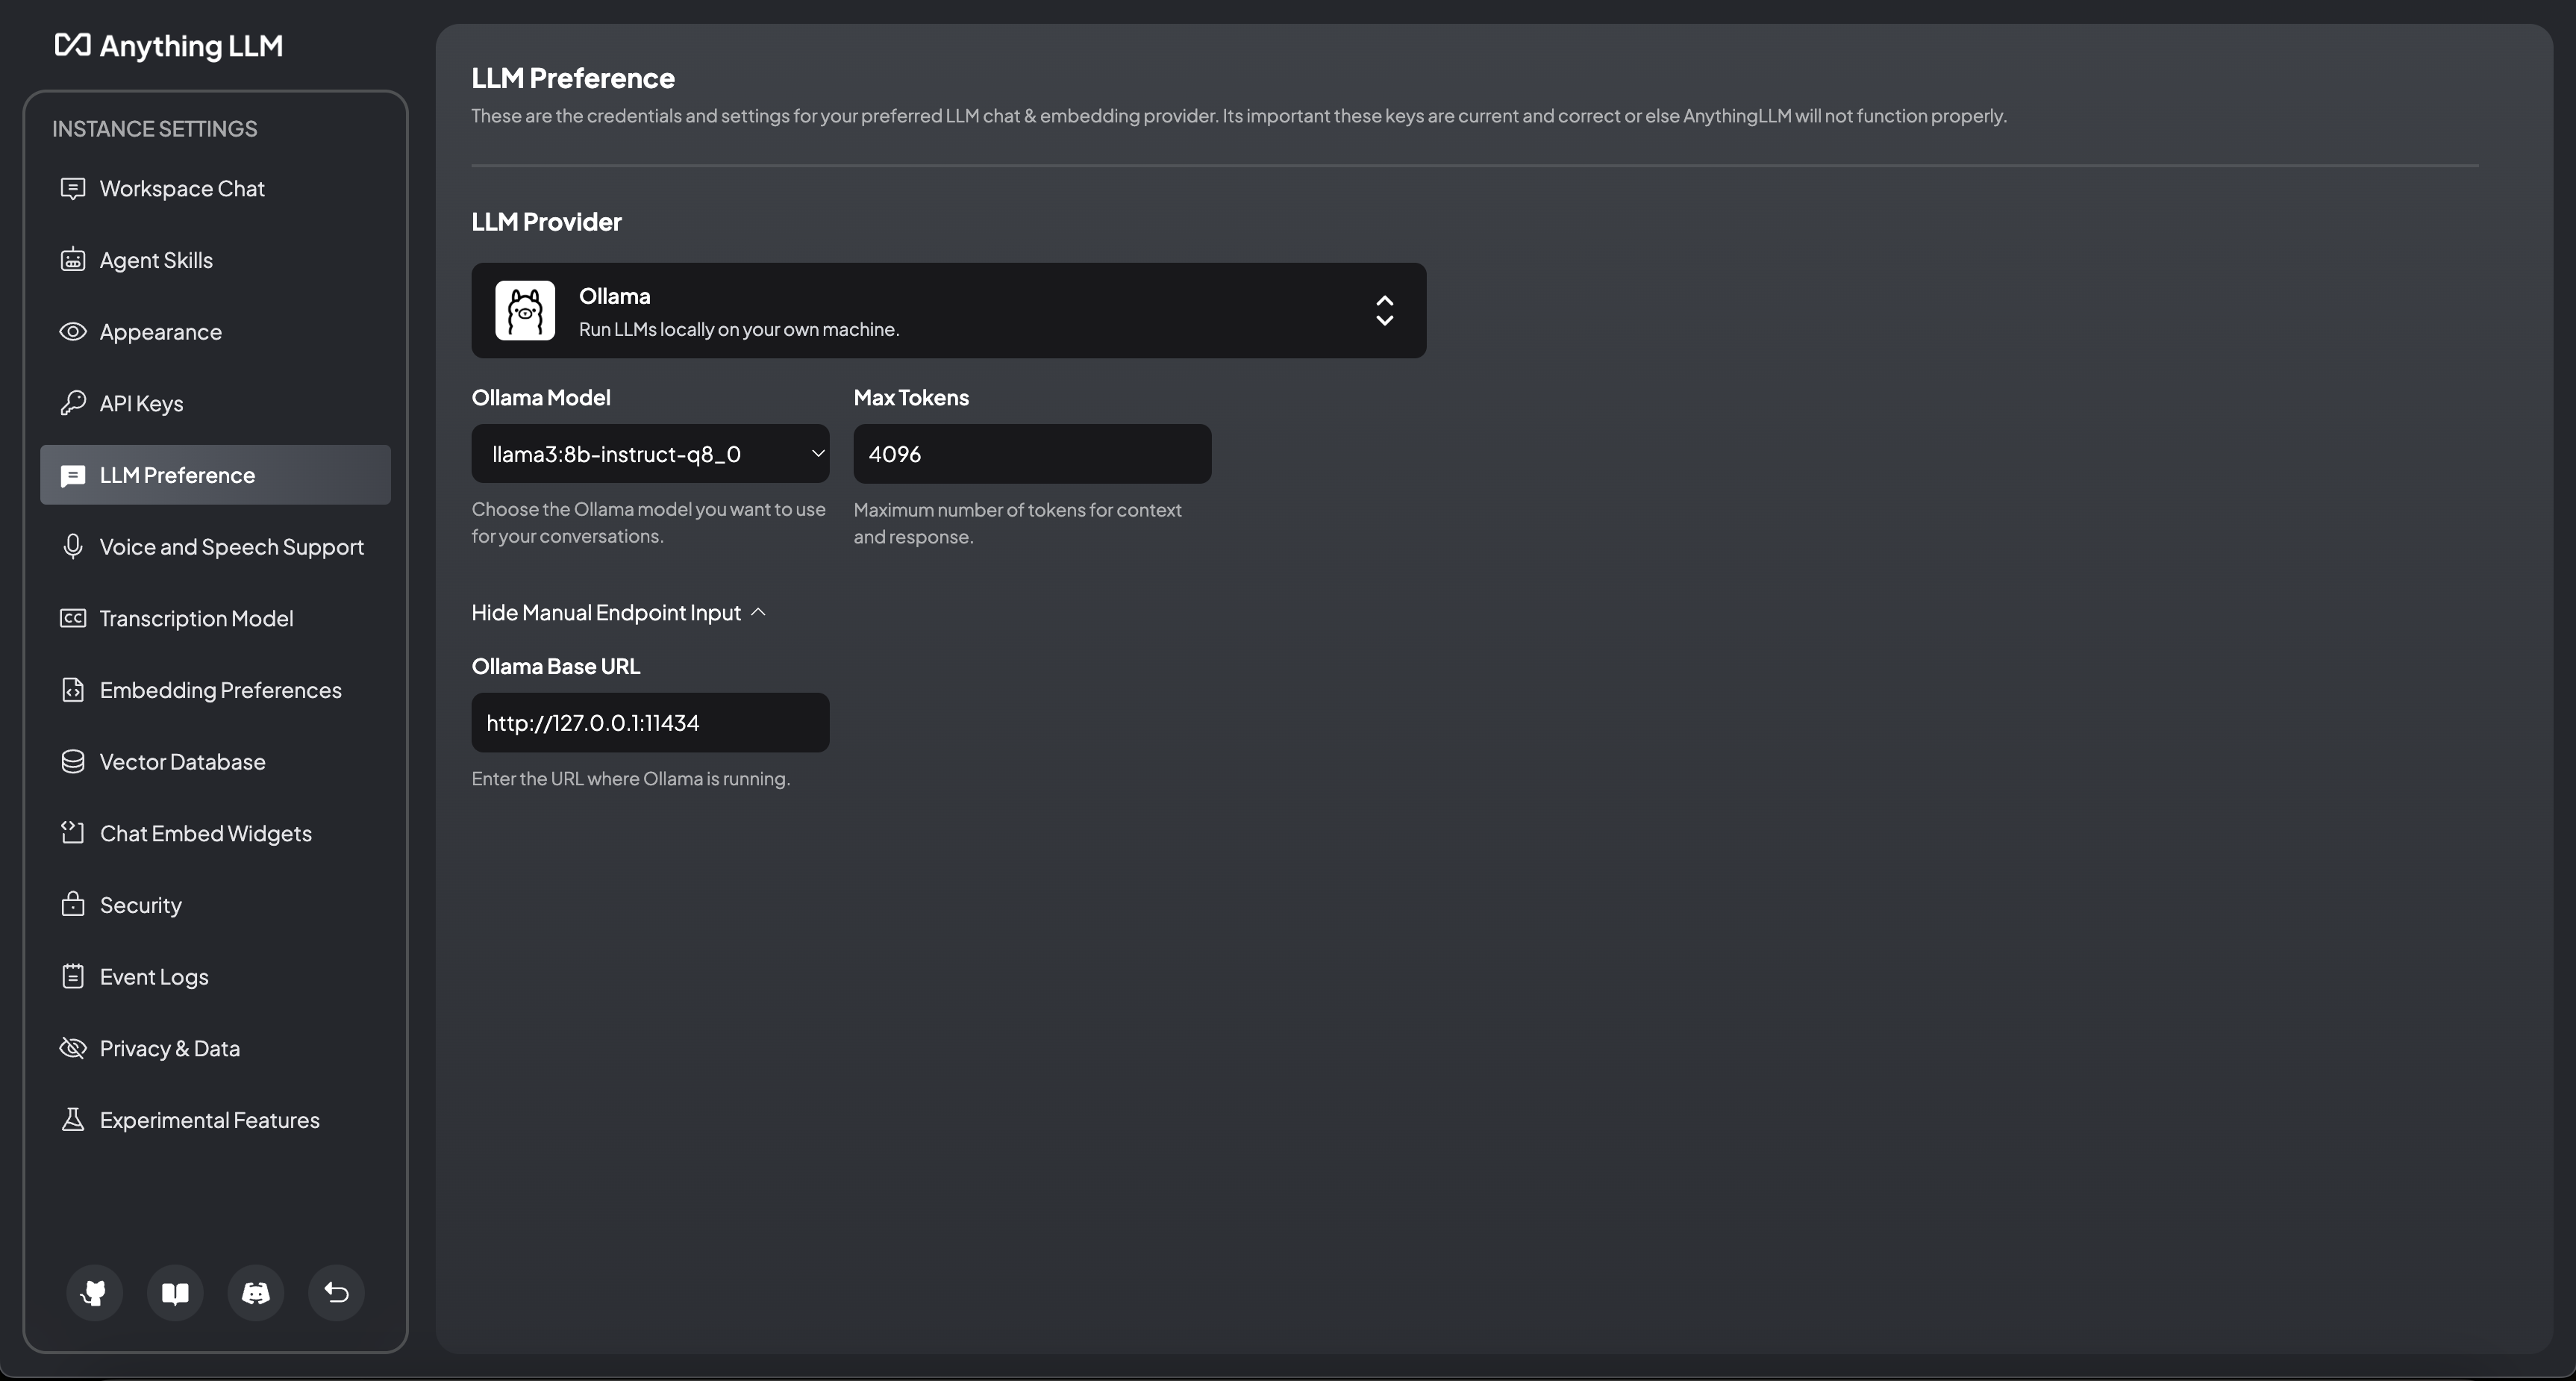 Anything LLM
INSTANCE SETTINGS
Workspace Chat
Agent Skills
Appearance
API Keys
LLM Preference
Voice and Speech Support
Transcription Model
Embedding Preferences
Vector Database
Chat Embed Widgets
Security
Event Logs
Privacy & Data
Experimental Features
LLM Preference
These are the credentials and settings for your preferred LLM chat & embedding provider. Its important these keys are current and correct or else AnythingLLM will not function properly.
LLM Provider
Ollama
Run LLMs locally on your own machine.
Ollama Model
llama3:8b-instruct-q8_0
Choose the Ollama model you want to use
for your conversations.
Max Tokens
4096
Maximum number of tokens for context
and response.
Hide Manual Endpoint Input
Ollama Base URL
http://127.0.0.1:11434
Enter the URL where Ollama is running.